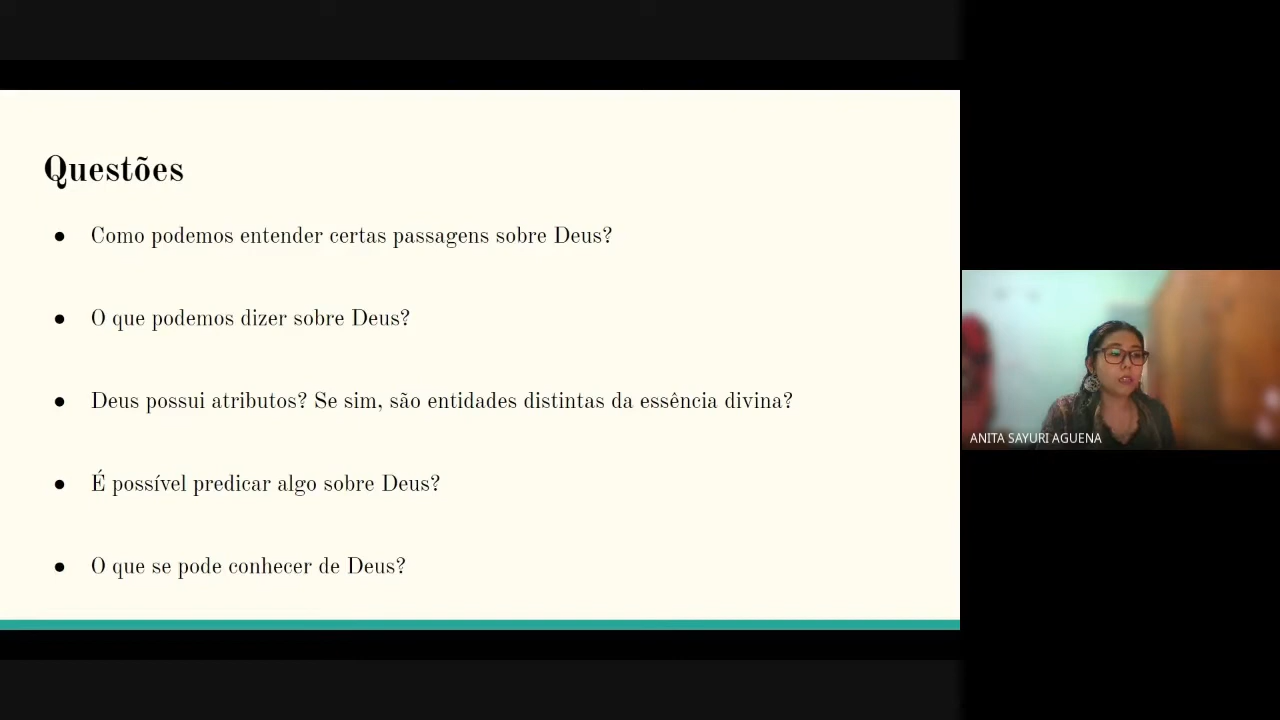 Questões
● Como podemos entender certas passagens sobre Deus?
● O que podemos dizer sobre Deus?
● Deus possui atributos? Se sim, são entidades distintas da essência divina?
● É possível predicar algo sobre Deus?
● O que se pode conhecer de Deus?
ANITA SAYURI AGUENA